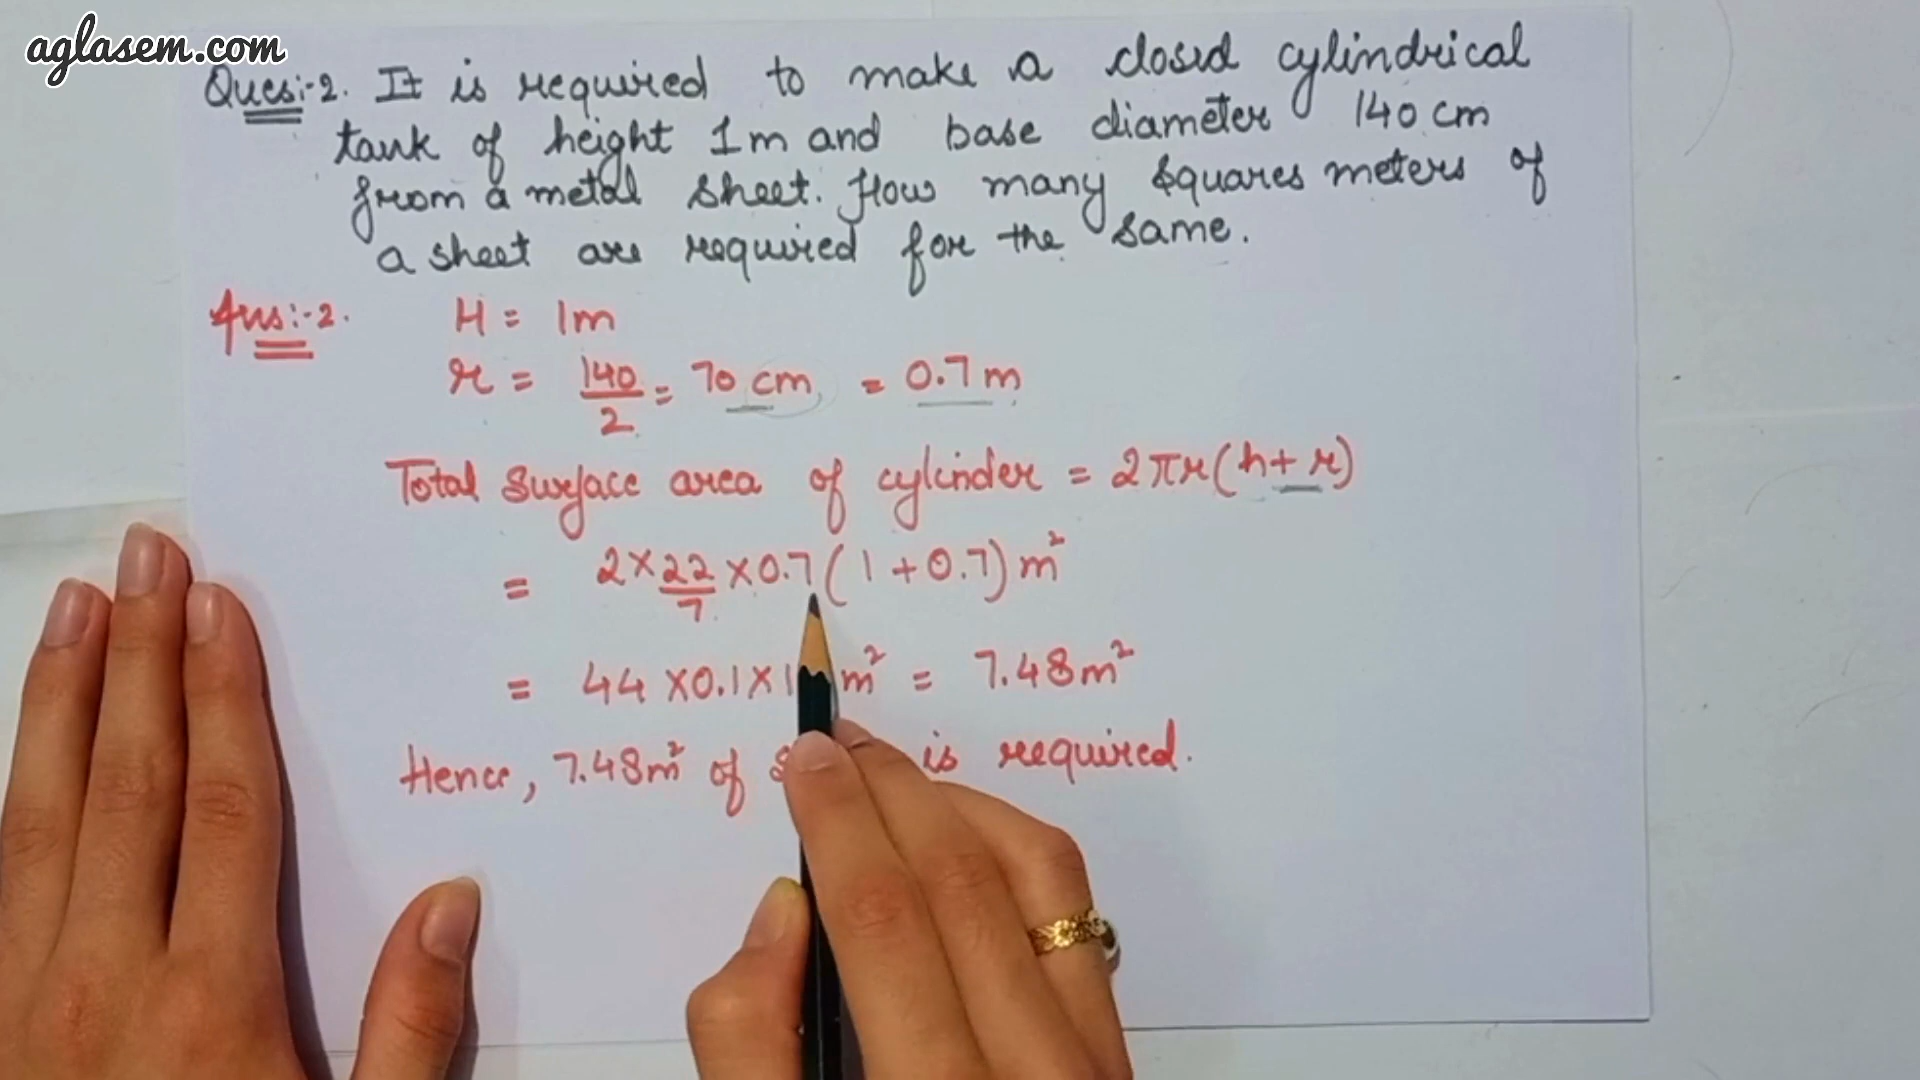 aglasem.com
Ques:-2. It is required to make a closed cylindrical
tank of height 1m and base diameter 140 cm
from a metal sheet. How many squares meters of
a sheet are required for the same.
Ans:-2. H = 1m
r = 140/2 = 70 cm = 0.7 m
Total surface area of cylinder = 2πr(h+r)
= 2×22/7×0.7(1+0.7)m²
= 44×0.1×1 m² = 7.48m²
Hence, 7.48m² of is required.